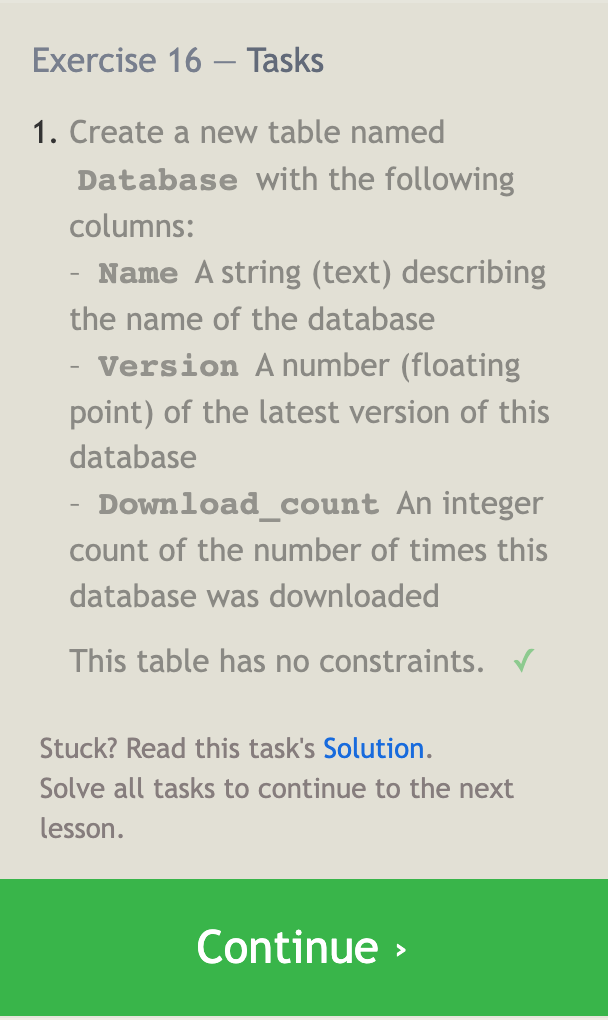 Exercise 16 — Tasks
1. Create a new table named
Database with the following
columns:
– Name A string (text) describing
the name of the database
– Version A number (floating
point) of the latest version of this
database
– Download_count An integer
count of the number of times this
database was downloaded
This table has no constraints. ✓
Stuck? Read this task's Solution.
Solve all tasks to continue to the next
lesson.
Continue ›